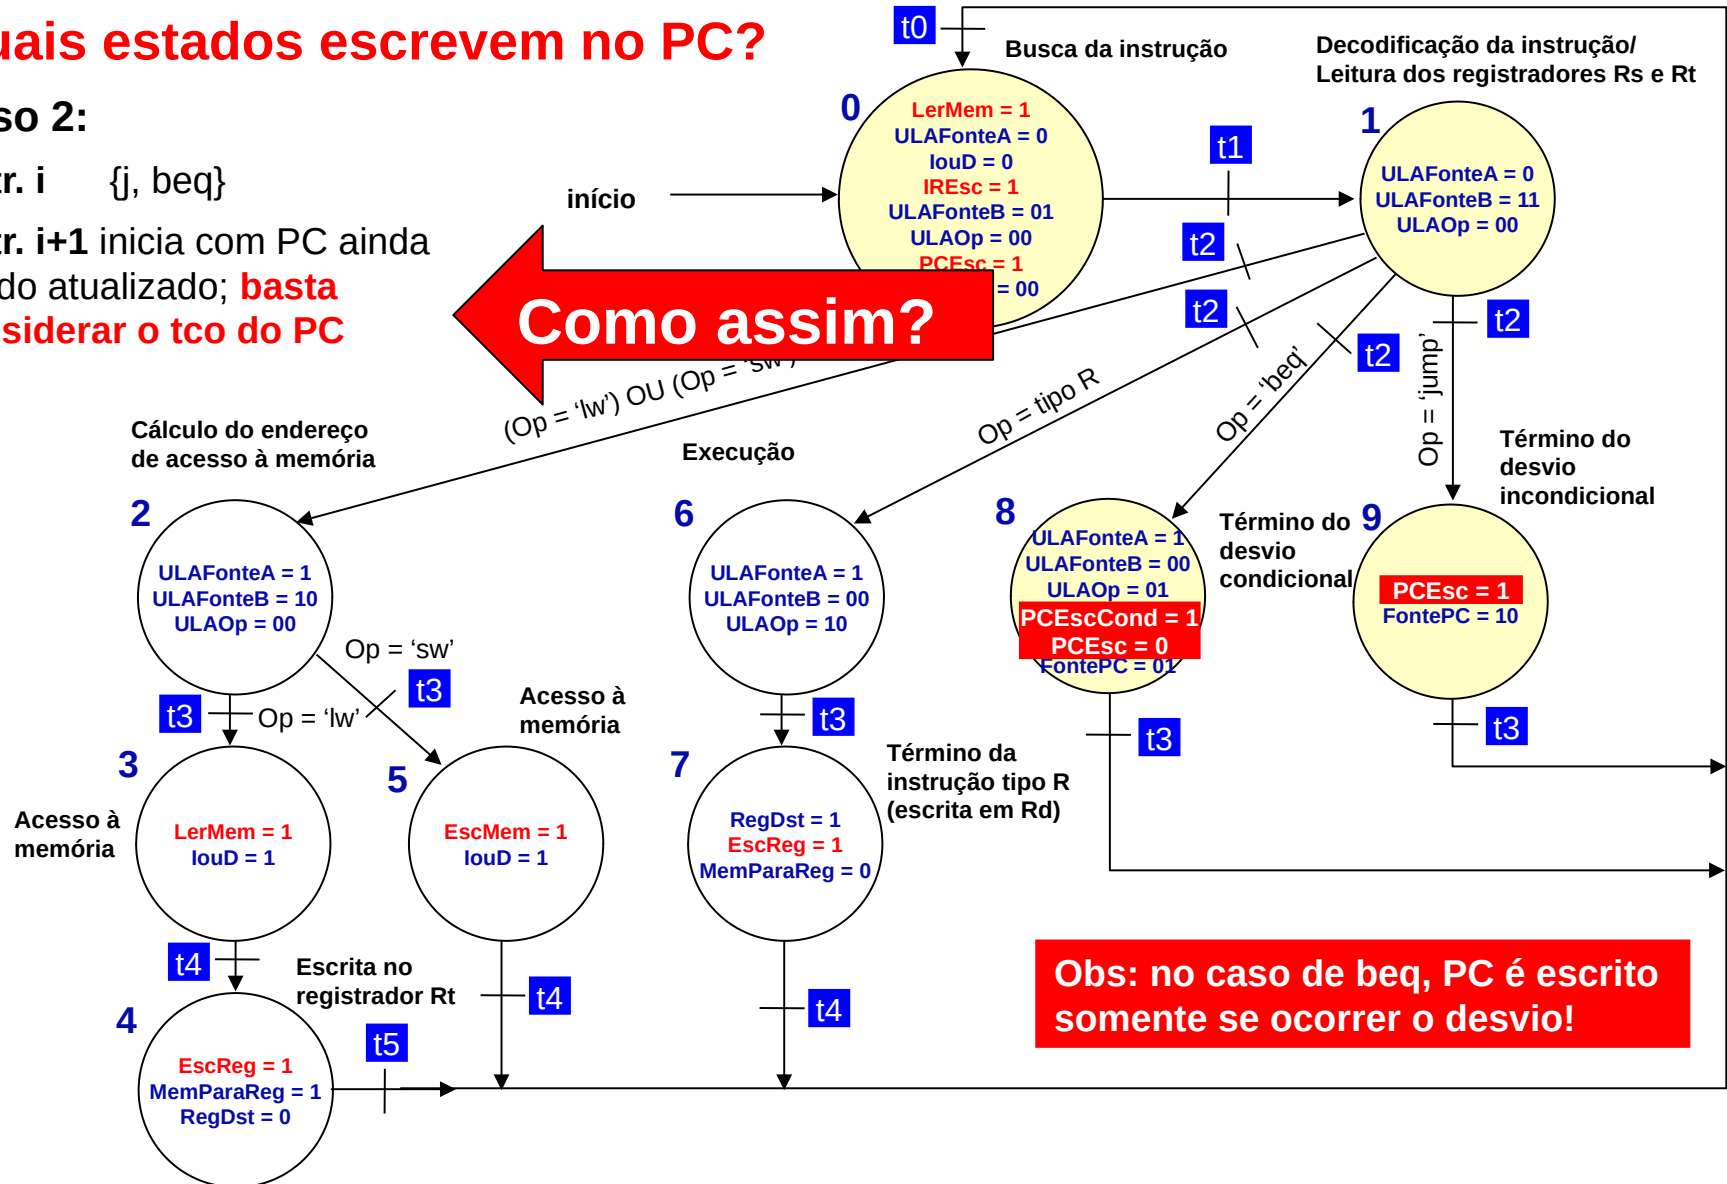 uais estados escrevem no PC?
so 2:
tr. i {j, beq}
tr. i+1 inicia com PC ainda
do atualizado; basta
siderar o tco do PC
Como assim?
início
t0
Busca da instrução
0
LerMem = 1
ULAFonteA = 0
IouD = 0
IREsc = 1
ULAFonteB = 01
ULAOp = 00
PCEsc = 1
= 00
t1
Decodificação da instrução/
Leitura dos registradores Rs e Rt
1
ULAFonteA = 0
ULAFonteB = 11
ULAOp = 00
t2
t2
t2
t2
(Op = ‘lw’) OU (Op = ‘sw’)
Op = tipo R
Op = ‘beq’
Op = ‘jump’
Cálculo do endereço
de acesso à memória
2
ULAFonteA = 1
ULAFonteB = 10
ULAOp = 00
Execução
6
ULAFonteA = 1
ULAFonteB = 00
ULAOp = 10
8
ULAFonteA = 1
ULAFonteB = 00
ULAOp = 01
PCEscCond = 1
PCEsc = 0
FontePC = 01
Término do
desvio
condicional
9
PCEsc = 1
FontePC = 10
Término do
desvio
incondicional
Op = ‘sw’
t3
t3
Op = ‘lw’
t3
t3
t3
3
Acesso à
memória
LerMem = 1
IouD = 1
5
Acesso à
memória
EscMem = 1
IouD = 1
7
Término da
instrução tipo R
(escrita em Rd)
RegDst = 1
EscReg = 1
MemParaReg = 0
t4
t4
t4
4
Escrita no
registrador Rt
EscReg = 1
MemParaReg = 1
RegDst = 0
t5
Obs: no caso de beq, PC é escrito
somente se ocorrer o desvio!